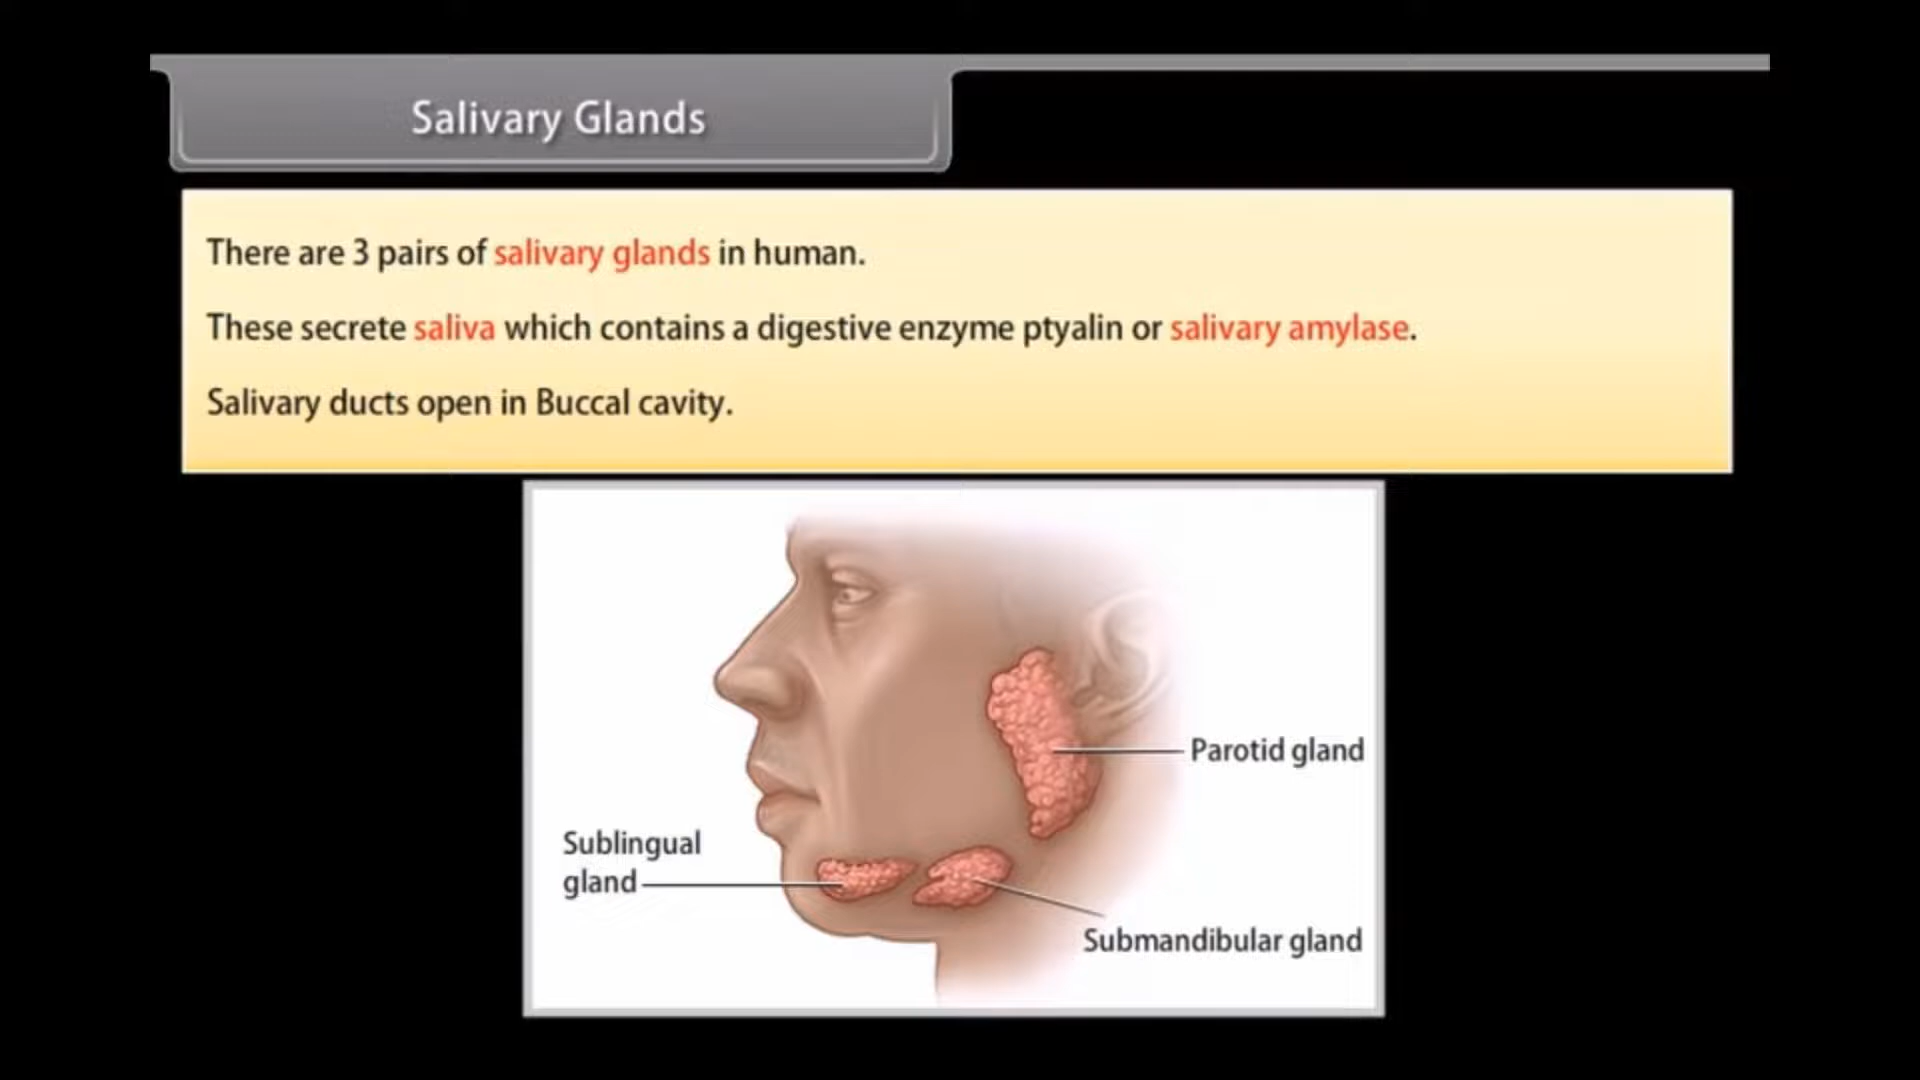 Salivary Glands
There are 3 pairs of salivary glands in human.
These secrete saliva which contains a digestive enzyme ptyalin or salivary amylase.
Salivary ducts open in Buccal cavity.
Parotid gland
Sublingual
gland
Submandibular gland